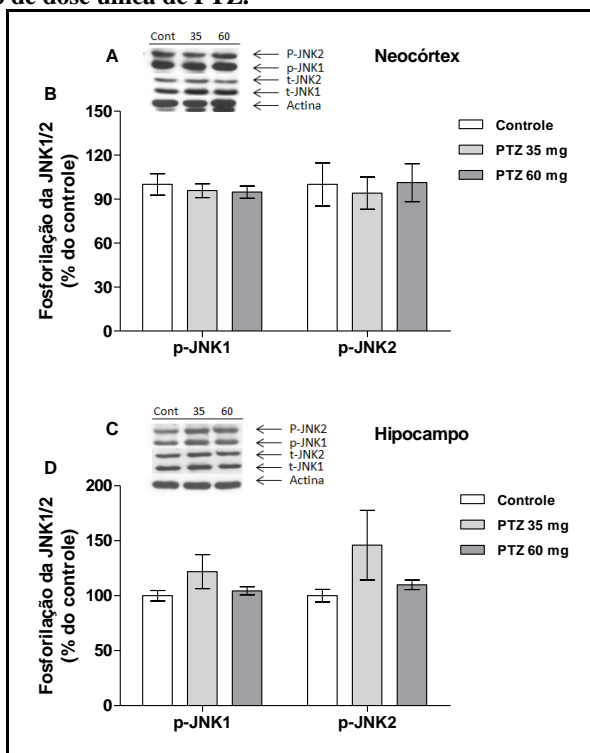 de dose única de PTZ.
A
Cont 35 60
P-JNK2
p-JNK1
t-JNK2
t-JNK1
Actina
Neocórtex
B
Fosforilação da JNK1/2
(% do controle)
150
120
90
60
30
0
Controle
PTZ 35 mg
PTZ 60 mg
p-JNK1 p-JNK2
C
Cont 35 60
P-JNK2
p-JNK1
t-JNK2
t-JNK1
Actina
Hipocampo
D
Fosforilação da JNK1/2
(% do controle)
200
150
100
50
0
Controle
PTZ 35 mg
PTZ 60 mg
p-JNK1 p-JNK2